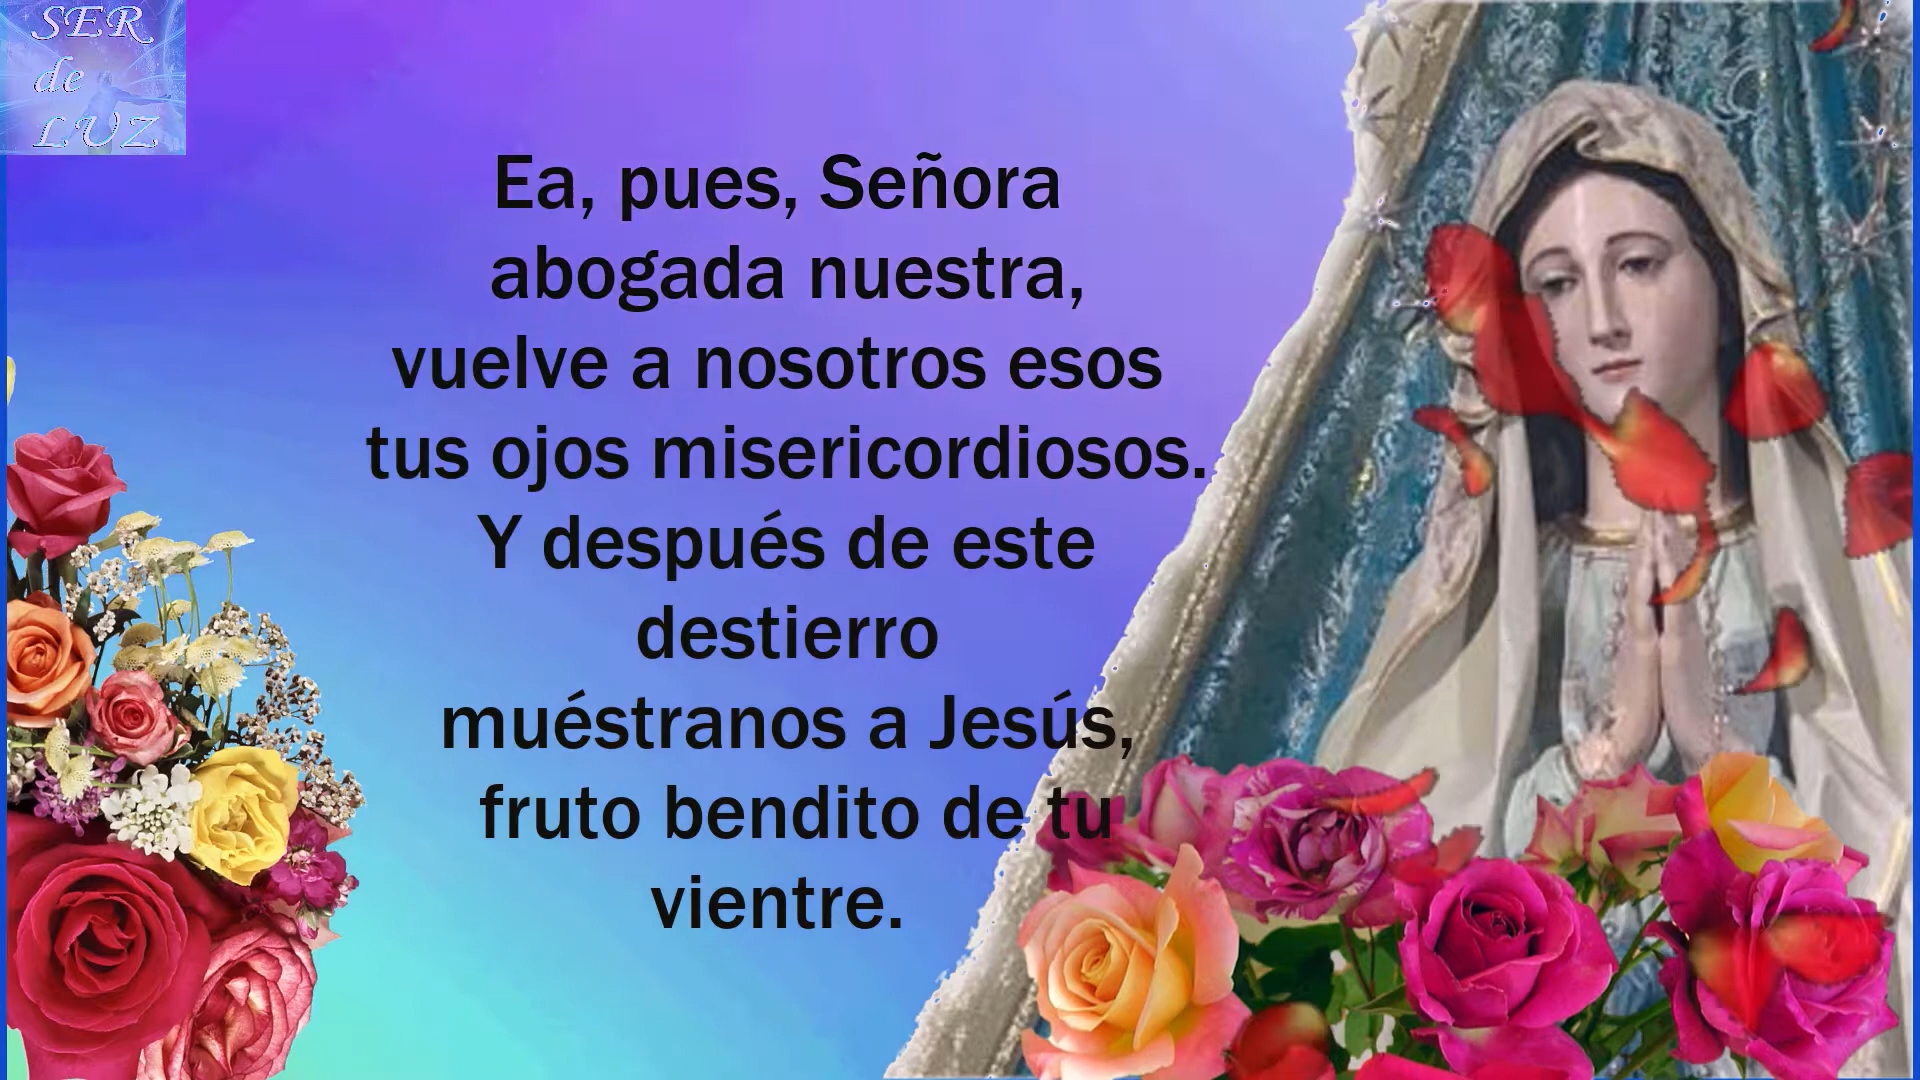 SER
de
LUZ
Ea, pues, Señora
abogada nuestra,
vuelve a nosotros esos
tus ojos misericordiosos.
Y después de este
destierro
muéstranos a Jesús,
fruto bendito de tu
vientre.